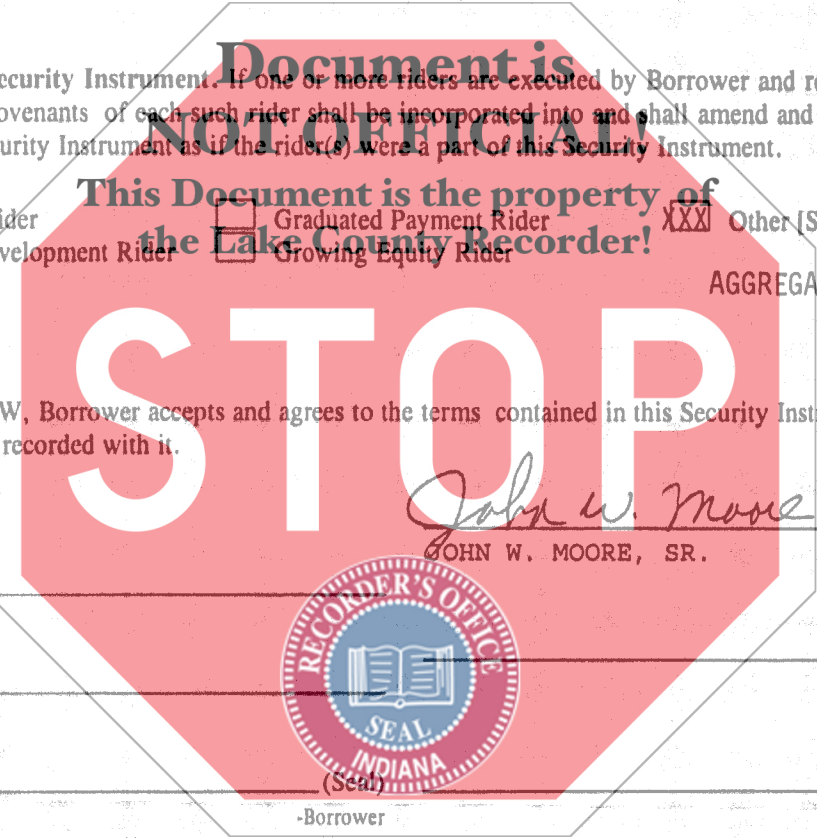 Document is
ecurity Instrument. If one or more riders are executed by Borrower and re
ovenants of each such rider shall be incorporated into and shall amend and
NOT OFFICIAL!
urity Instrument as if the rider(s) were a part of this Security Instrument.
This Document is the property of
ider Graduated Payment Rider XXX Other [S
the Lake County Recorder!
velopment Rider Growing Equity Rider
AGGREGA
STOP
W, Borrower accepts and agrees to the terms contained in this Security Inst
recorded with it.
John W. Moore
JOHN W. MOORE, SR.
RECORDER'S OFFICE
SEAL
INDIANA
(Seal)
-Borrower